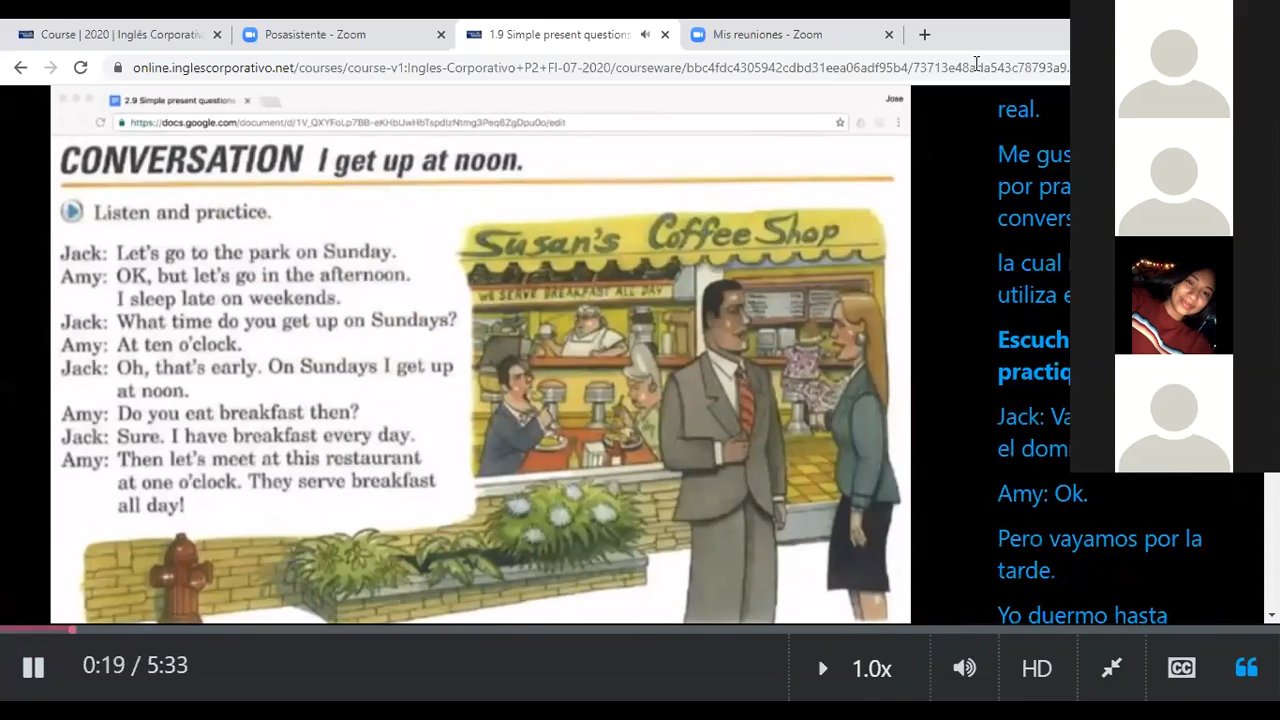 Course | 2020 | Inglés Corporativ
Posasistente - Zoom
1.9 Simple present questions
Mis reuniones - Zoom
online.inglescorporativo.net/courses/course-v1:Ingles-Corporativo+P2+FI-07-2020/courseware/bbc4fdc4305942cdbd31eea06adf95b4/73713e48ada543c78793a9.
2.9 Simple present questions
Jose
CONVERSATION I get up at noon.
Listen and practice.
Jack: Let's go to the park on Sunday.
Amy: OK, but let's go in the afternoon.
I sleep late on weekends.
Jack: What time do you get up on Sundays?
Amy: At ten o'clock.
Jack: Oh, that's early. On Sundays I get up
at noon.
Amy: Do you eat breakfast then?
Jack: Sure. I have breakfast every day.
Amy: Then let's meet at this restaurant
at one o'clock. They serve breakfast
all day!
Susan's Coffee Shop
WE SERVE BREAKFAST ALL DAY
real.
Me gus
por pra
convers
la cual
utiliza e
Escuch
practiq
Jack: Va
el dom
Amy: Ok.
Pero vayamos por la
tarde.
Yo duermo hasta
0:19 / 5:33
1.0x
HD
CC